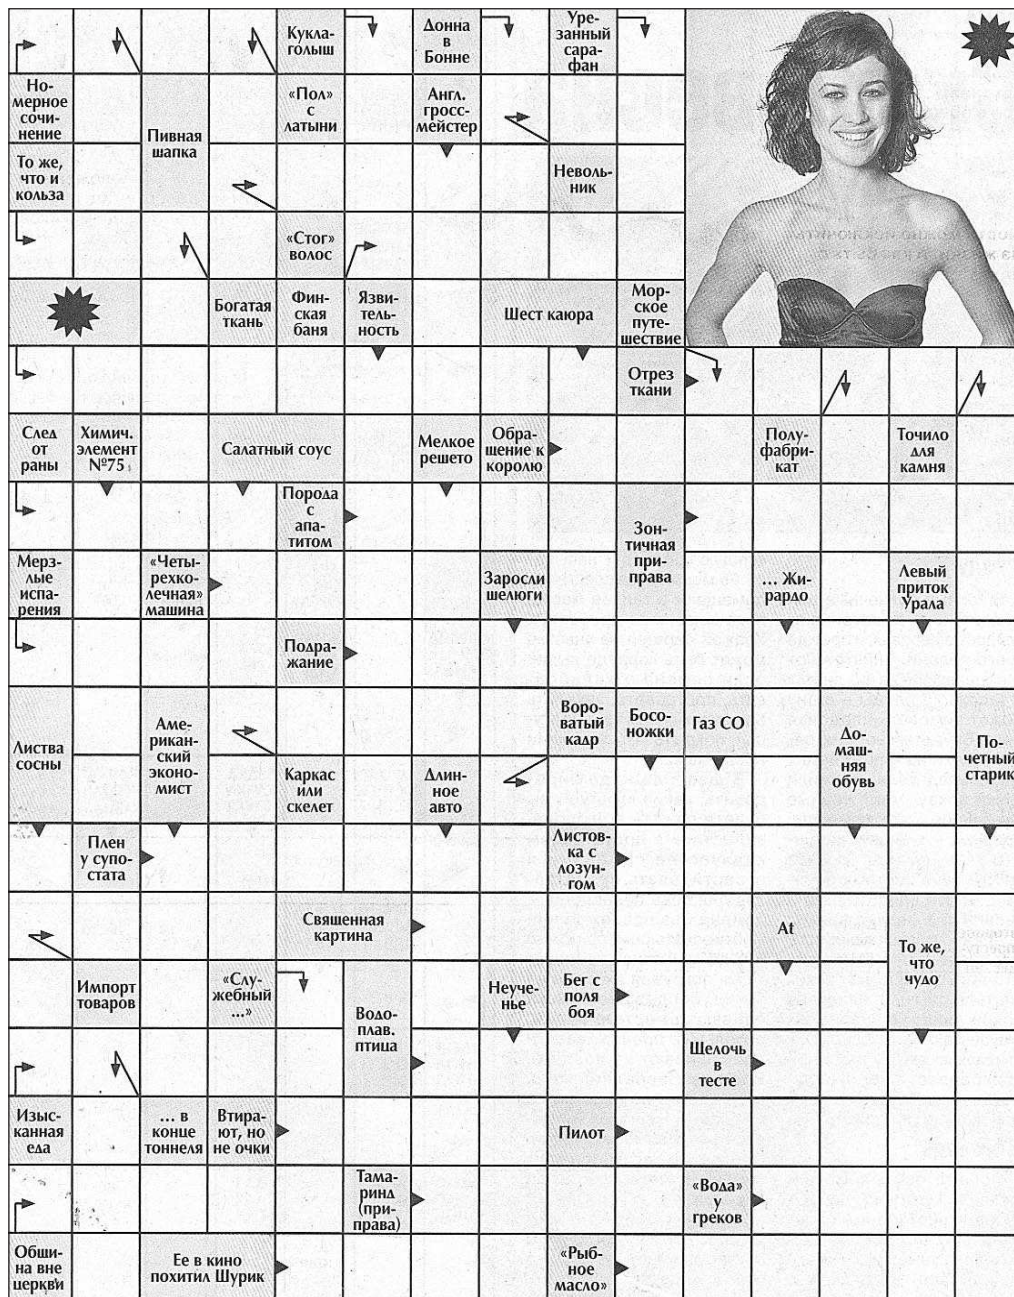 Кукла-
голыш
Донна
в
Бонне
Уре-
занный
сара-
фан
Но-
мерное
сочи-
нение
Пивная
шапка
«Пол»
с
латыни
Англ.
гросс-
мейстер
То же,
что и
кользa
Неволь-
ник
«Стог»
волос
Богатая
ткань
Фин-
ская
баня
Язви-
тель-
ность
Шест каюра
Мор-
ское
путе-
шествие
Отрез
ткани
След
от
раны
Химич.
элемент
№75
Салатный соус
Мелкое
решето
Обра-
щение к
королю
Полу-
фабри-
кат
Точило
для
камня
Порода
с
апа-
титом
Зон-
тичная
при-
права
Мерз-
лые
испа-
рения
«Четы-
рехко-
лечная»
машина
Заросли
шелюги
... Жи-
рардо
Левый
приток
Урала
Подра-
жание
Листва
сосны
Аме-
рикан-
ский
эконо-
мист
Каркас
или
скелет
Длин-
ное
авто
Воро-
ватый
кадр
Босо-
ножки
Газ СО
До-
маш-
няя
обувь
По-
четный
старик
Плен
у супо-
стата
Листов-
ка с
лозун-
гом
Священная
картина
At
То же,
что
чудо
Импорт
товаров
«Слу-
жебный
...»
Водо-
плав.
птица
Неуче-
нье
Бег с
поля
боя
Щелочь
в
тесте
Изыс-
канная
еда
... в
конце
тоннеля
Втира-
ют, но
не очки
Пилот
Тама-
ринд
(при-
права)
«Вода»
у
греков
Общи-
на вне
церкви
Ее в кино
похитил Шурик
«Рыб-
ное
масло»